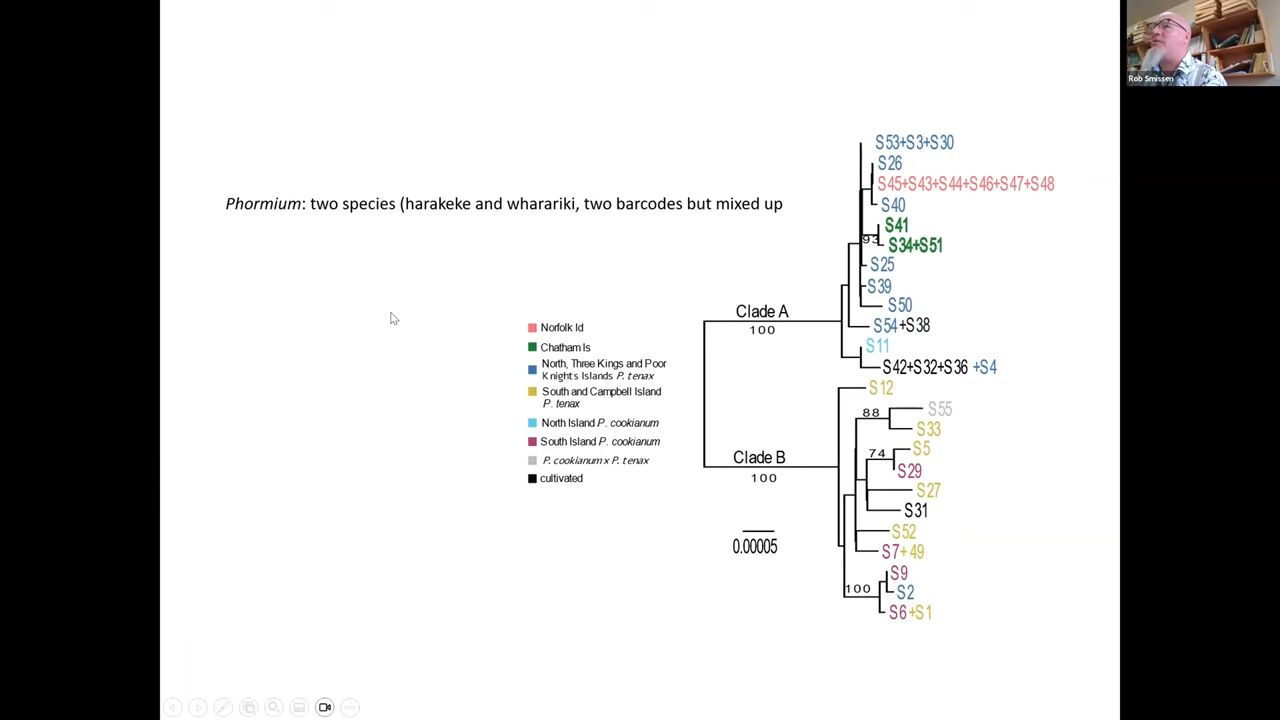 Rob Smissen
Phormium: two species (harakeke and wharariki, two barcodes but mixed up
Norfolk Id
Chatham Is
North, Three Kings and Poor
Knight's Islands P. tenax
South and Campbell Island
P. tenax
North Island P. cookianum
South Island P. cookianum
P. cookianum x P. tenax
cultivated
Clade A
100
Clade B
100
0.00005
S53+S3+S30
S26
S45+S43+S44+S46+S47+S48
S40
S41
93
S34+S51
S25
S39
S50
S54+S38
S11
S42+S32+S36 +S4
S12
88
S55
S33
S5
74
S29
S27
S31
S52
S7+49
S9
100
S2
S6+S1